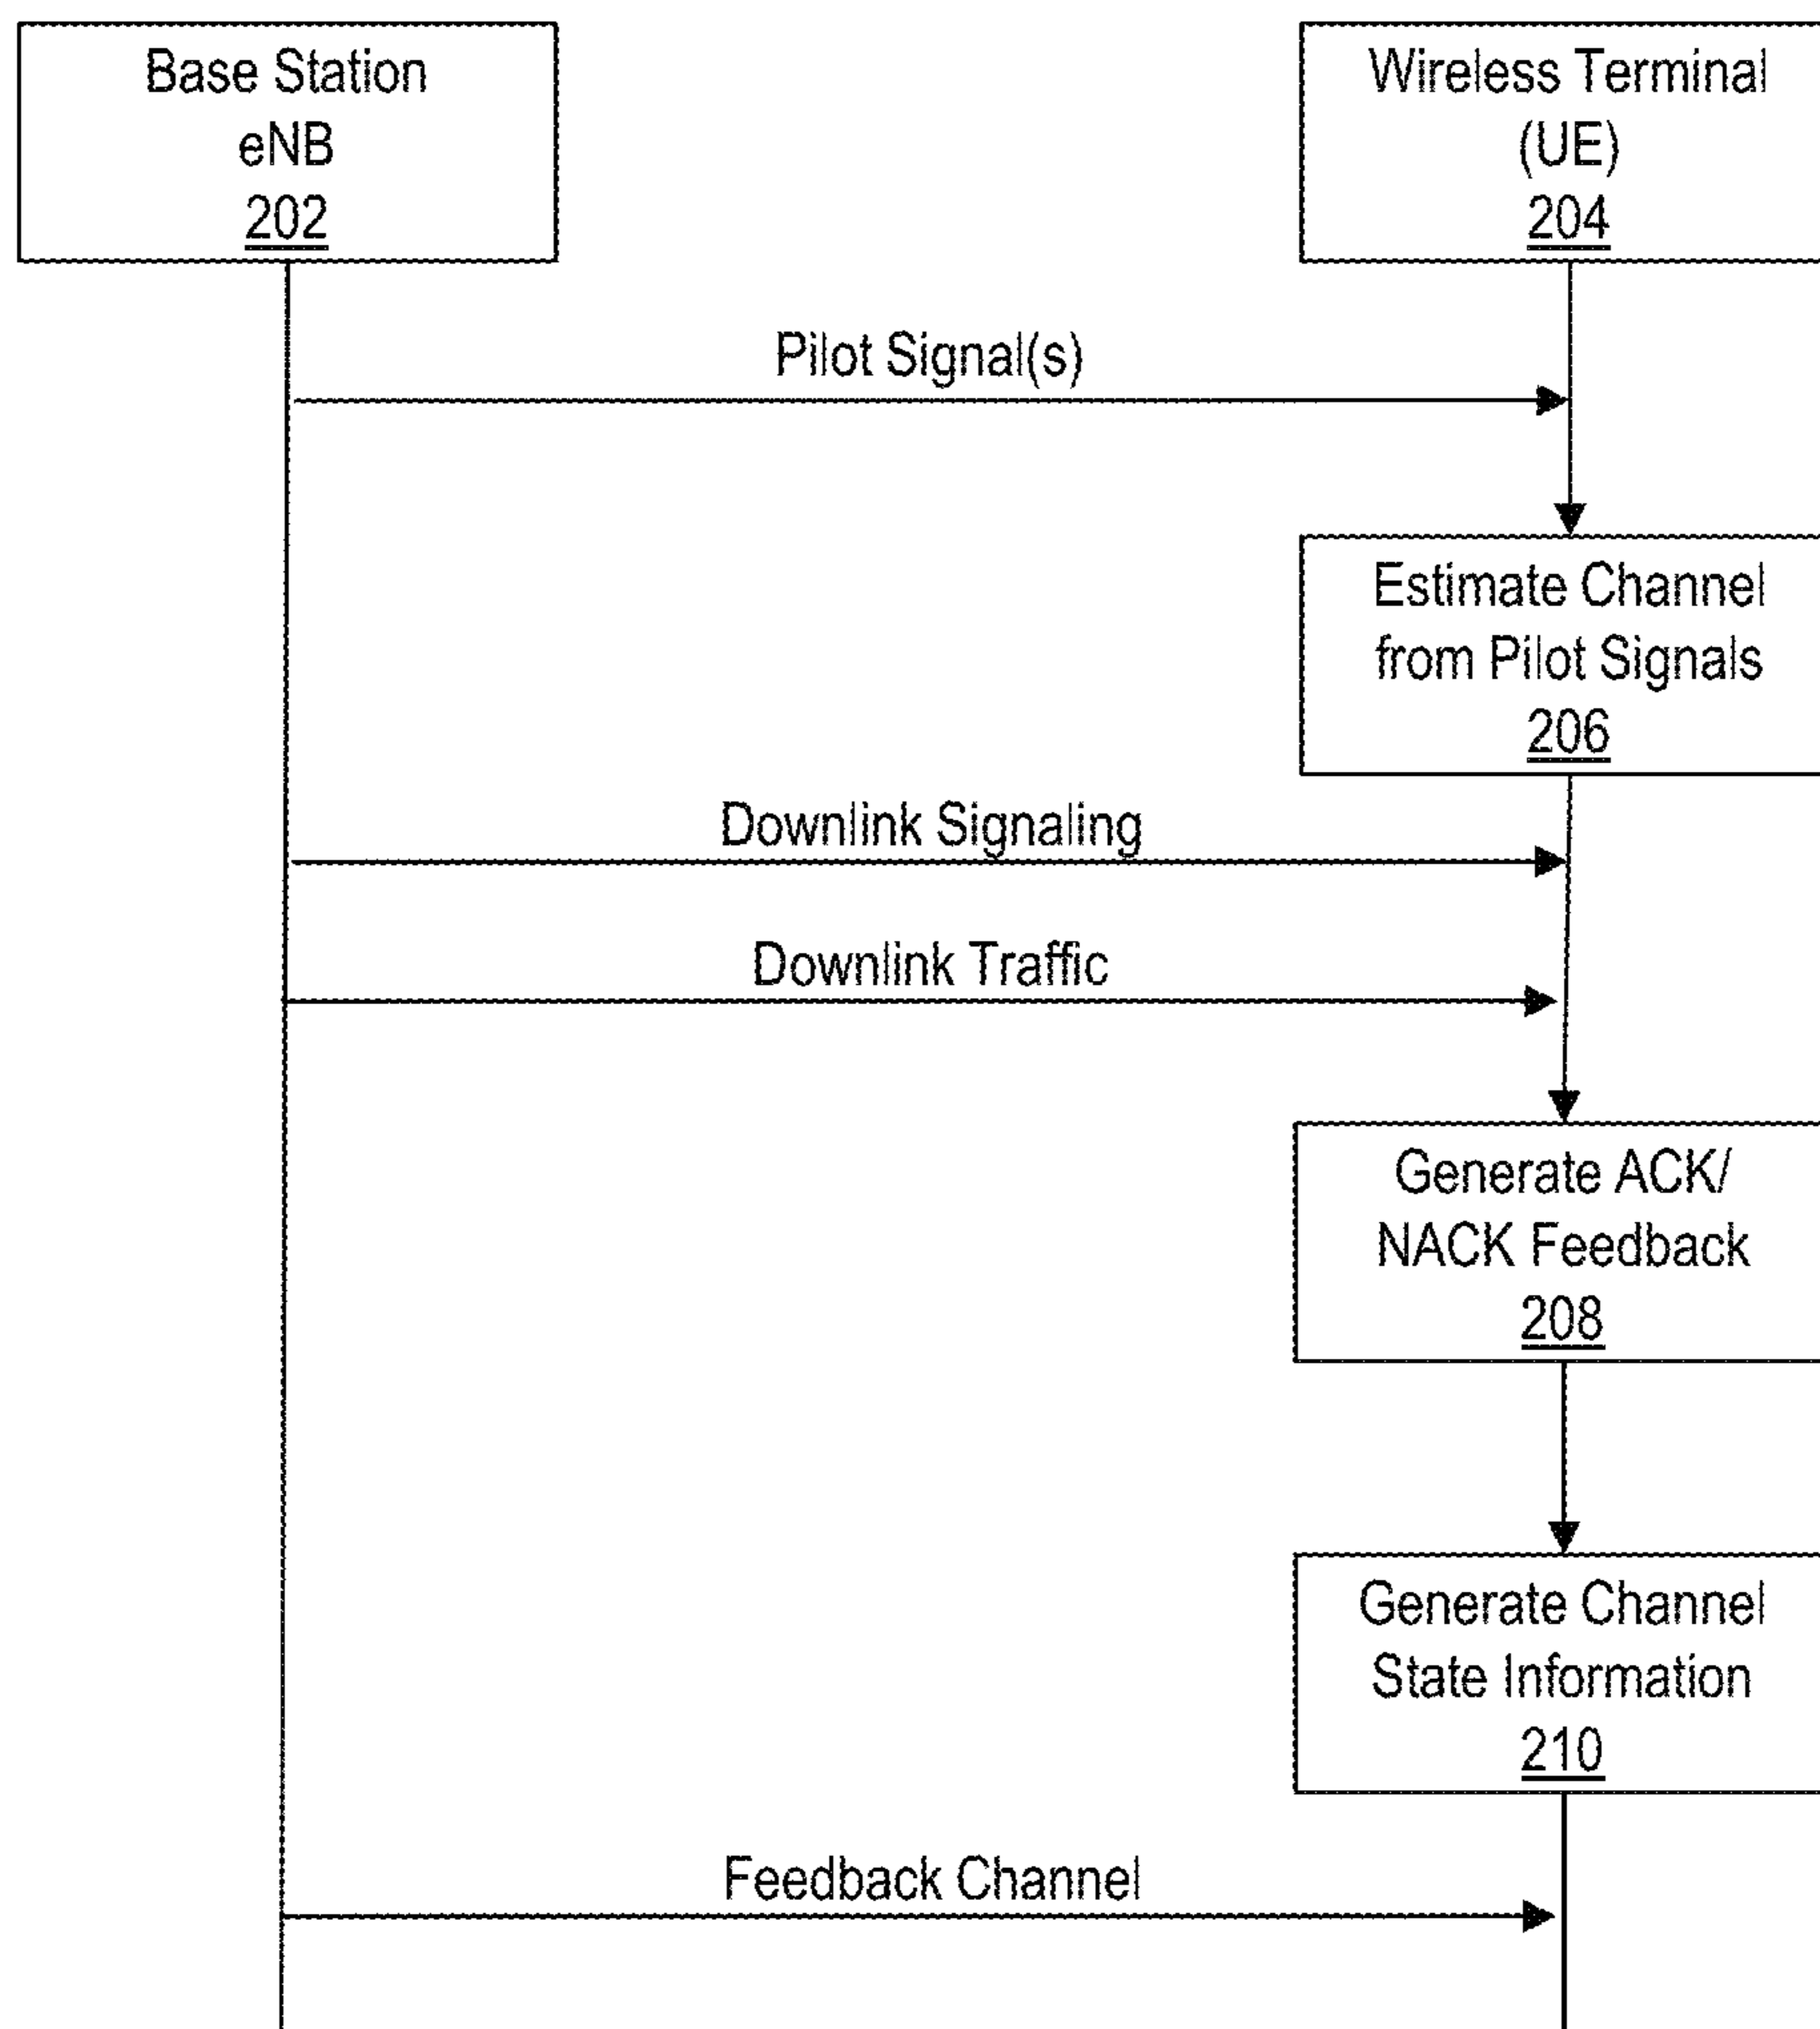 Base Station
eNB
202
Wireless Terminal
(UE)
204
Pilot Signal(s)
Estimate Channel
from Pilot Signals
206
Downlink Signaling
Downlink Traffic
Generate ACK/
NACK Feedback
208
Generate Channel
State Information
210
Feedback Channel